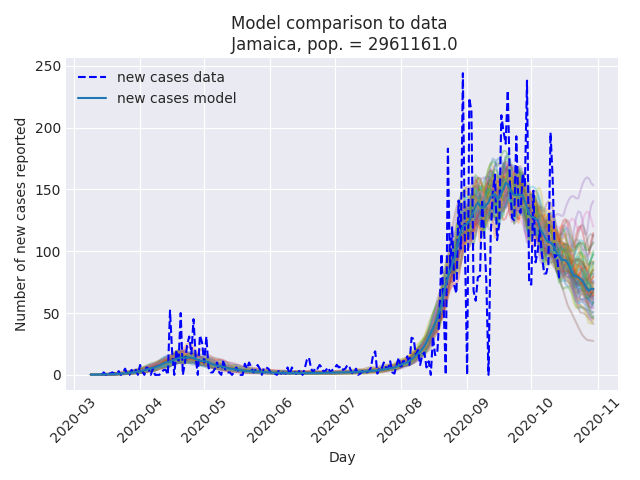 Model comparison to data
Jamaica, pop. = 2961161.0
new cases data
new cases model
Number of new cases reported
250
200
150
100
50
0
2020-03
2020-04
2020-05
2020-06
2020-07
2020-08
2020-09
2020-10
2020-11
Day